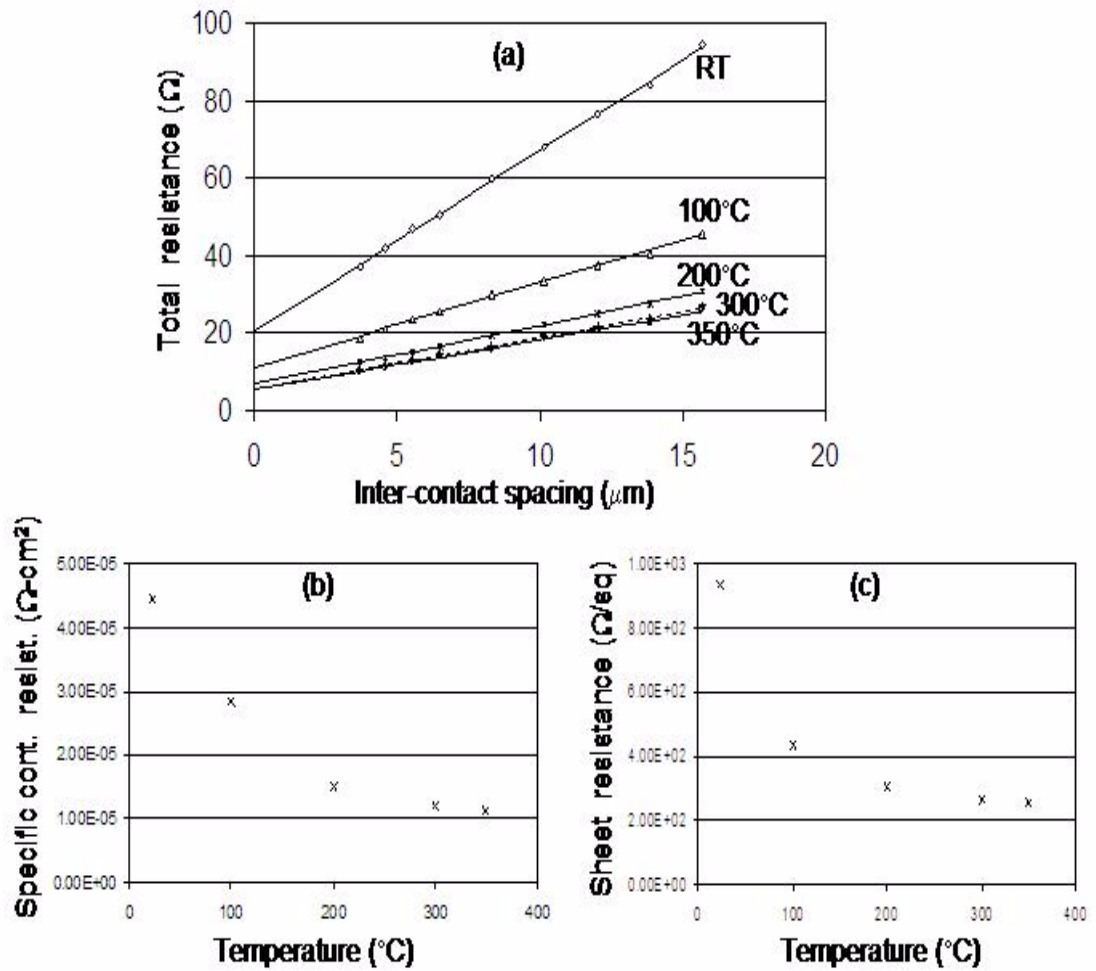 (a)
Total resistance (Ω)
100
80
60
40
20
0
RT
100°C
200°C
300°C
350°C
0 5 10 15 20
Inter-contact spacing (μm)
(b)
Specific cont. resist. (Ω-cm²)
5.00E-05
4.00E-05
3.00E-05
2.00E-05
1.00E-05
0.00E+00
0 100 200 300 400
Temperature (°C)
(c)
Sheet resistance (Ω/sq)
1.00E+03
8.00E+02
6.00E+02
4.00E+02
2.00E+02
0.00E+00
0 100 200 300 400
Temperature (°C)